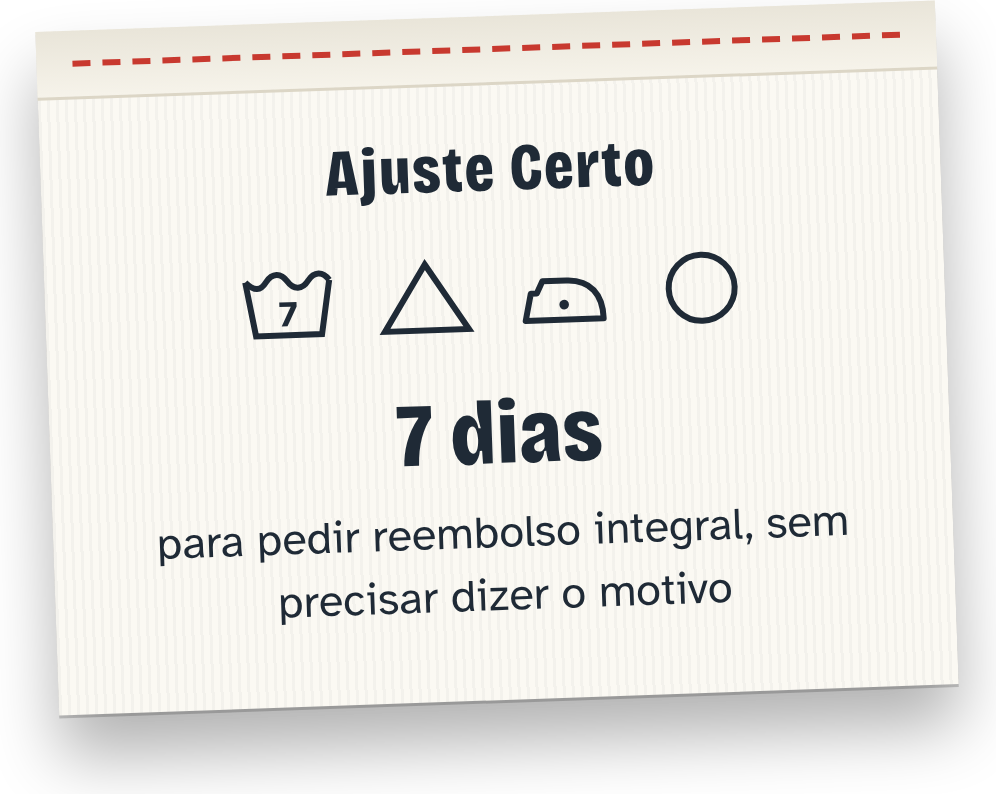 Ajuste Certo
7
7 dias
para pedir reembolso integral, sem
precisar dizer o motivo